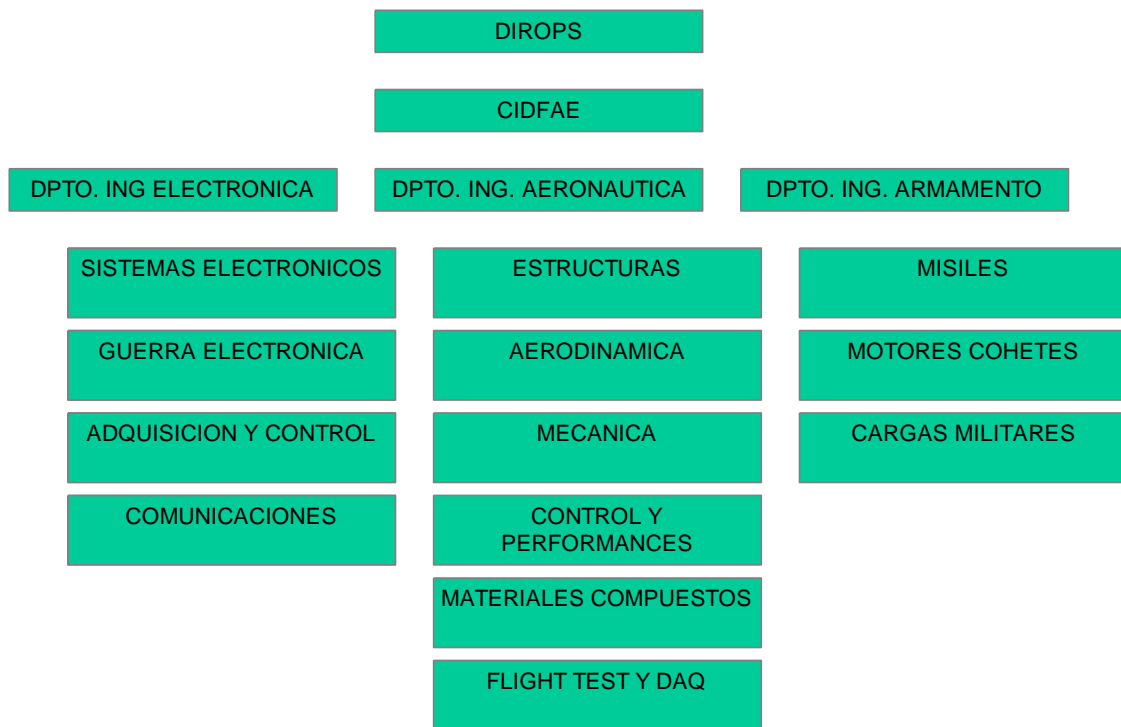 DIROPS
CIDFAE
DPTO. ING ELECTRONICA
DPTO. ING. AERONAUTICA
DPTO. ING. ARMAMENTO
SISTEMAS ELECTRONICOS
ESTRUCTURAS
MISILES
GUERRA ELECTRONICA
AERODINAMICA
MOTORES COHETES
ADQUISICION Y CONTROL
MECANICA
CARGAS MILITARES
COMUNICACIONES
CONTROL Y
PERFORMANCES
MATERIALES COMPUESTOS
FLIGHT TEST Y DAQ